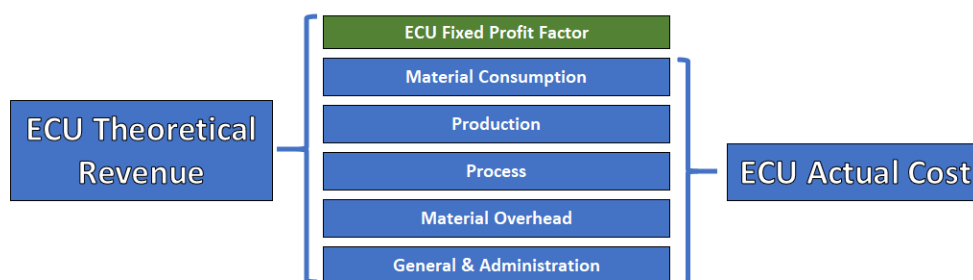 ECU Fixed Profit Factor
Material Consumption
ECU Theoretical
Revenue
Production
Process
ECU Actual Cost
Material Overhead
General & Administration